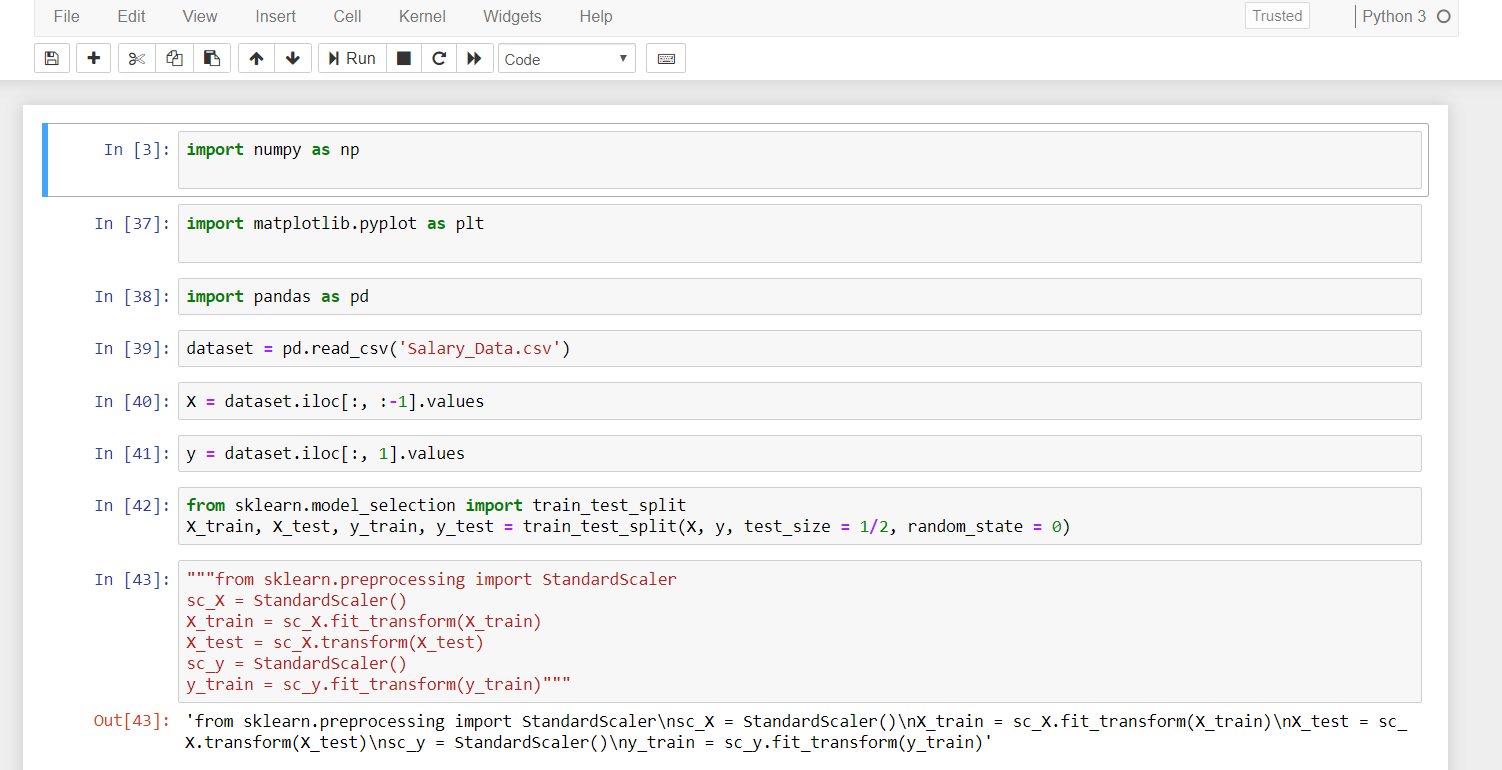 File Edit View Insert Cell Kernel Widgets Help Trusted Python 3
Run Code
In [3]: import numpy as np
In [37]: import matplotlib.pyplot as plt
In [38]: import pandas as pd
In [39]: dataset = pd.read_csv('Salary_Data.csv')
In [40]: X = dataset.iloc[:, :-1].values
In [41]: y = dataset.iloc[:, 1].values
In [42]: from sklearn.model_selection import train_test_split
X_train, X_test, y_train, y_test = train_test_split(X, y, test_size = 1/2, random_state = 0)
In [43]: """from sklearn.preprocessing import StandardScaler
sc_X = StandardScaler()
X_train = sc_X.fit_transform(X_train)
X_test = sc_X.transform(X_test)
sc_y = StandardScaler()
y_train = sc_y.fit_transform(y_train)"""
Out[43]: 'from sklearn.preprocessing import StandardScaler\nsc_X = StandardScaler()\nX_train = sc_X.fit_transform(X_train)\nX_test = sc_
X.transform(X_test)\nsc_y = StandardScaler()\ny_train = sc_y.fit_transform(y_train)'